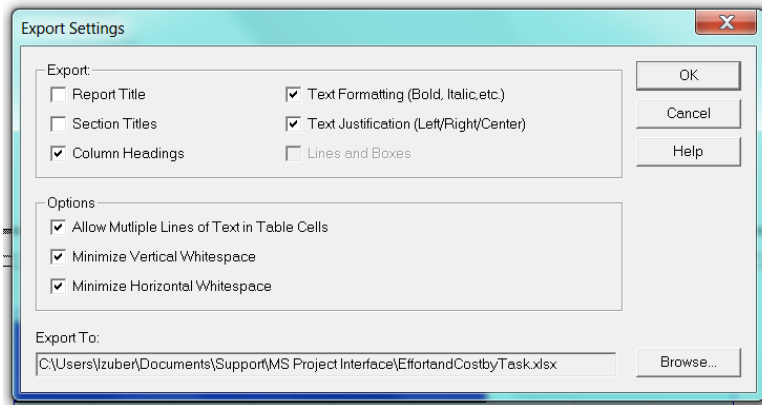 Export Settings
X
Export:
Report Title
Text Formatting (Bold, Italic,etc.)
OK
Section Titles
Text Justification (Left/Right/Center)
Cancel
Column Headings
Lines and Boxes
Help
Options
Allow Mutliple Lines of Text in Table Cells
Minimize Vertical Whitespace
Minimize Horizontal Whitespace
Export To:
C:\Users\lzuber\Documents\Support\MS Project Interface\EffortandCostbyTask.xlsx
Browse...